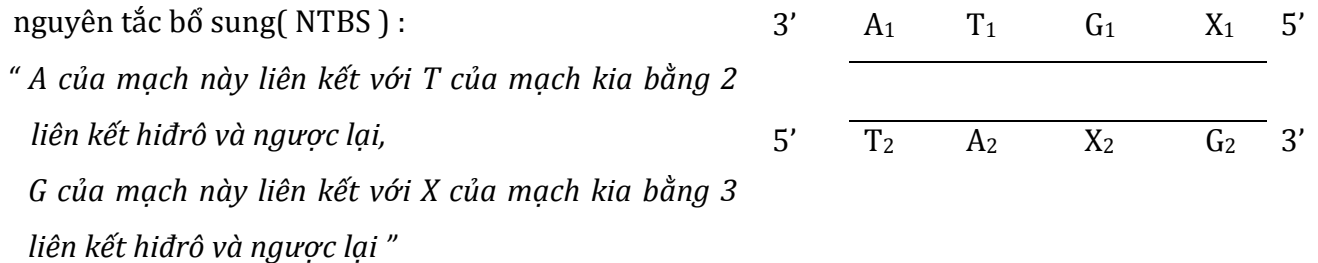 nguyên tắc bổ sung( NTBS ) :
“ A của mạch này liên kết với T của mạch kia bằng 2
liên kết hiđrô và ngược lại,
G của mạch này liên kết với X của mạch kia bằng 3
liên kết hiđrô và ngược lại ”
3’ A₁ T₁ G₁ X₁ 5’
5’ T₂ A₂ X₂ G₂ 3’